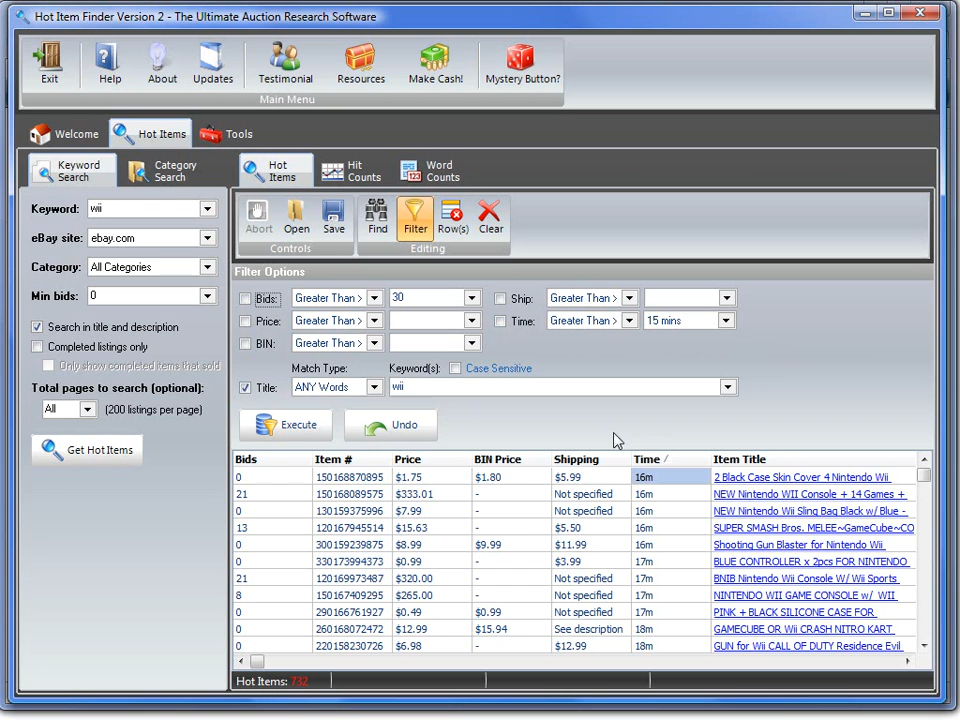 Hot Item Finder Version 2 - The Ultimate Auction Research Software
Exit Help About Updates Testimonial Resources Make Cash! Mystery Button?
Main Menu
Welcome Hot Items Tools
Keyword Search Category Search Hot Items Hit Counts Word Counts
Keyword: wii
eBay site: ebay.com
Category: All Categories
Min bids: 0
Search in title and description
Completed listings only
Only show completed items that sold
Total pages to search (optional):
All (200 listings per page)
Get Hot Items
Abort Open Save Find Filter Row(s) Clear
Controls Editing
Filter Options
Bids: Greater Than > 30 Ship: Greater Than >
Price: Greater Than > Time: Greater Than > 15 mins
BIN: Greater Than >
Match Type: Keyword(s): Case Sensitive
Title: ANY Words wii
Execute Undo
Bids Item # Price BIN Price Shipping Time Item Title
0 150168870895 $1.75 $1.80 $5.99 16m 2 Black Case Skin Cover 4 Nintendo Wii
21 150168089575 $333.01 - Not specified 16m NEW Nintendo WII Console + 14 Games +
0 130159375996 $7.99 - Not specified 16m NEW Nintendo Wii Sling Bag Black w/ Blue -
13 120167945514 $15.63 - $5.50 16m SUPER SMASH Bros. MELEE~GameCube~CO
0 300159239875 $8.99 $9.99 $11.99 16m Shooting Gun Blaster for Nintendo Wii
0 330173994373 $0.99 - $3.99 17m BLUE CONTROLLER x 2pcs FOR NINTENDO
21 120169973487 $320.00 - Not specified 17m BNIB Nintendo Wii Console W/ Wii Sports
8 150167409295 $265.00 - Not specified 17m NINTENDO WII GAME CONSOLE w/ WII
0 290166761927 $0.49 $0.99 Not specified 17m PINK + BLACK SILICONE CASE FOR
0 260168072472 $12.99 $15.94 See description 18m GAMECUBE OR Wii CRASH NITRO KART
0 220158230726 $6.98 - $12.99 18m GUN for Wii CALL OF DUTY Residence Evil
Hot Items: 732